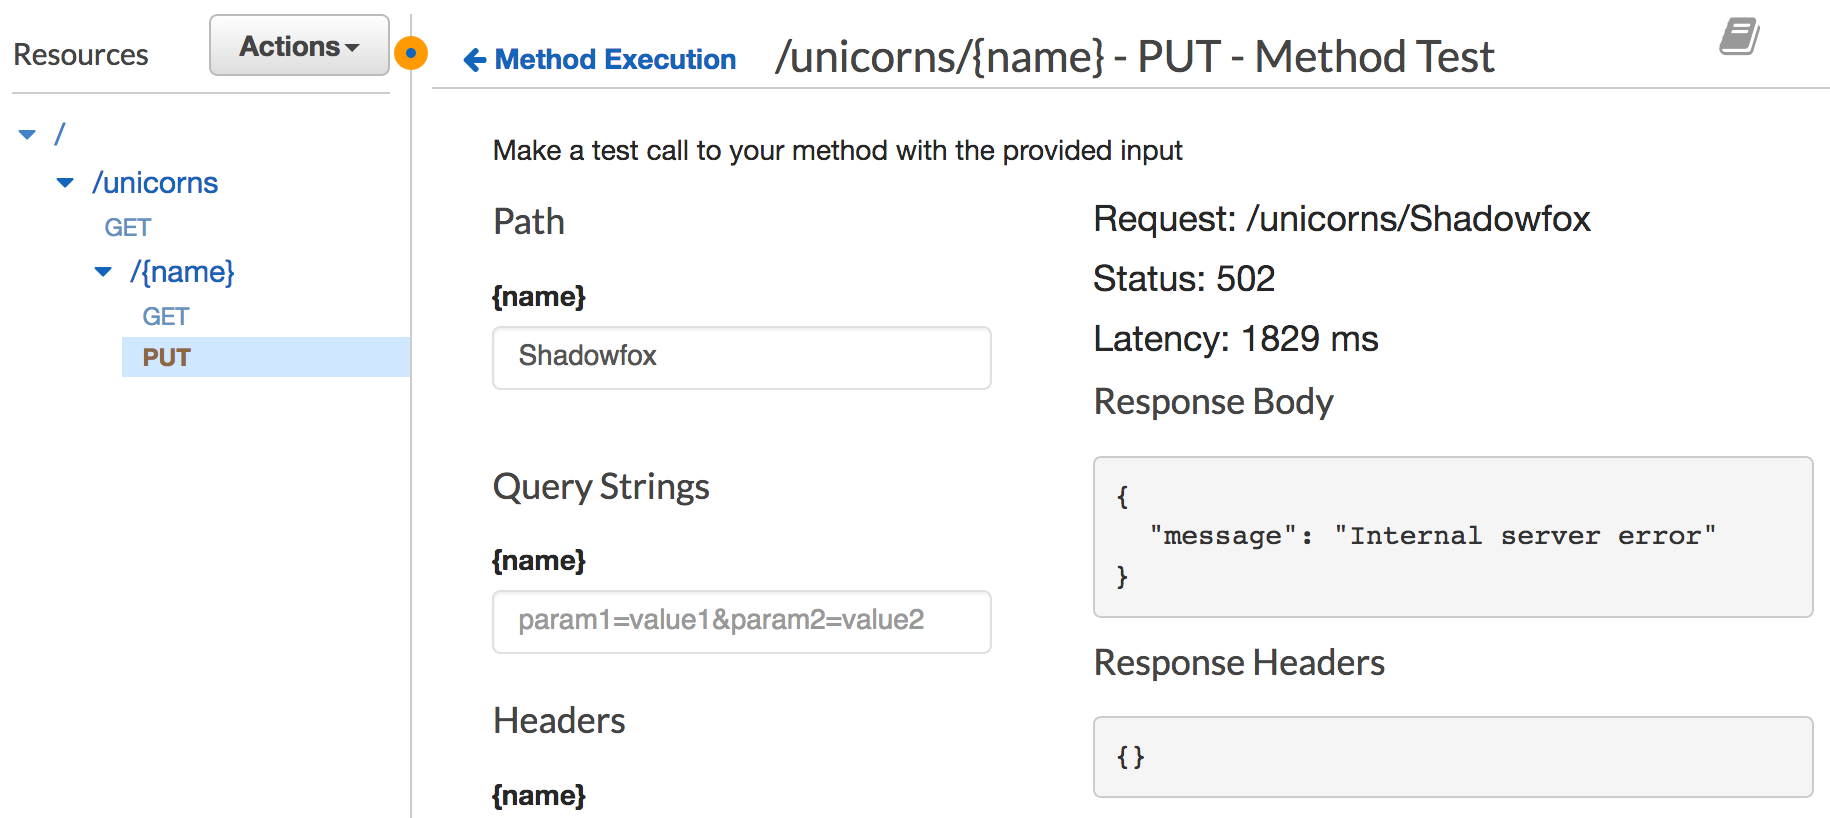 Resources
Actions
/
/unicorns
GET
/{name}
GET
PUT
Method Execution
/unicorns/{name} - PUT - Method Test
Make a test call to your method with the provided input
Path
{name}
Shadowfox
Query Strings
{name}
param1=value1&param2=value2
Headers
{name}
Request: /unicorns/Shadowfox
Status: 502
Latency: 1829 ms
Response Body
{
"message": "Internal server error"
}
Response Headers
{}